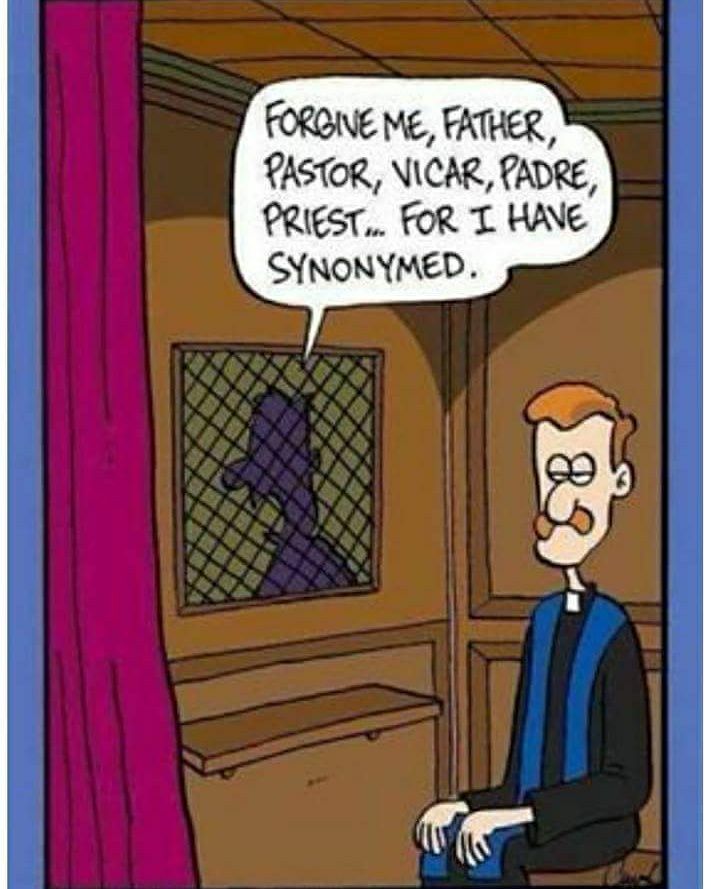 FORGIVE ME, FATHER,
PASTOR, VICAR, PADRE,
PRIEST... FOR I HAVE
SYNONYMED.